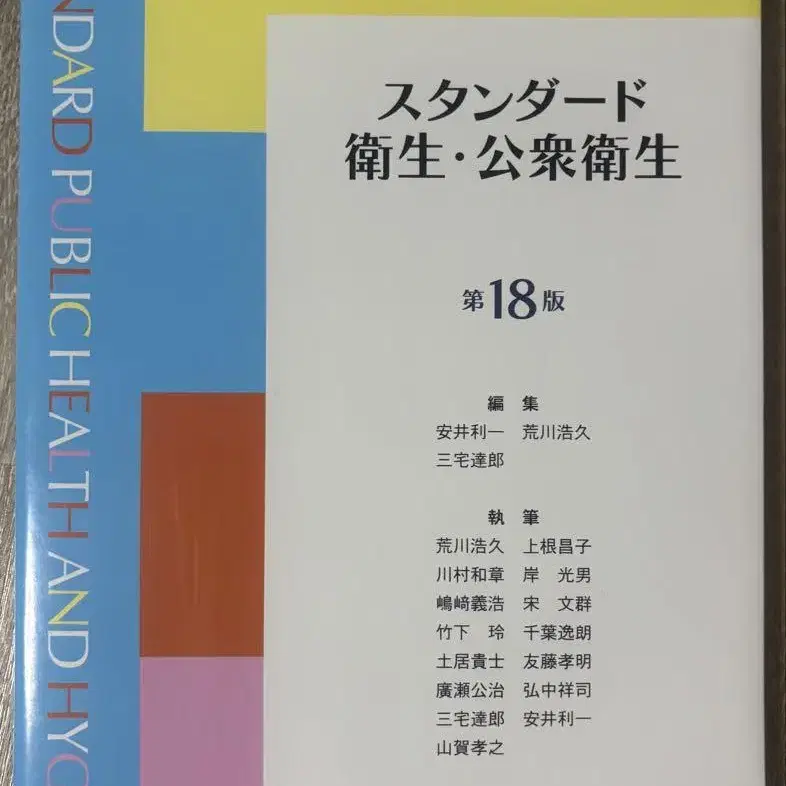 スタンダード
衛生・公衆衛生
第18版
編 集
安井利一 荒川浩久
三宅達郎
執 筆
荒川浩久 上根昌子
川村和章 岸 光男
嶋﨑義浩 宋 文群
竹下 玲 千葉逸朗
土居貴士 友藤孝明
廣瀬公治 弘中祥司
三宅達郎 安井利一
山賀孝之
NDARD PUBLIC HEALTH AND HYG